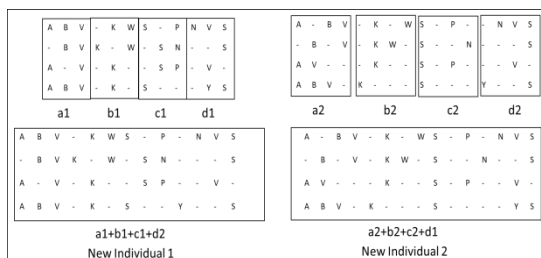 A B V - K W S - P N V S
- B V K - W - S N - - S
A - V - K - - S P - V -
A B V - K - S - - - Y S
a1 b1 c1 d1
A - B V - K - W S - P - - N V S
- B - V - K W - S - - N - - - S
A V - - - K - - S - P - - - V -
A B V - K - - - S - - - Y - - S
a2 b2 c2 d2
A B V - K W S - P - N V S
- B V K - W - S N - - - S
A - V - K - - S P - - V -
A B V - K - S - - Y - - S
a1+b1+c1+d2
New Individual 1
A - B V - K - W S - P - N V S
- B - V - K W - S - - N - - S
A V - - - K - - S - P - - V -
A B V - K - - - S - - - - Y S
a2+b2+c2+d1
New Individual 2